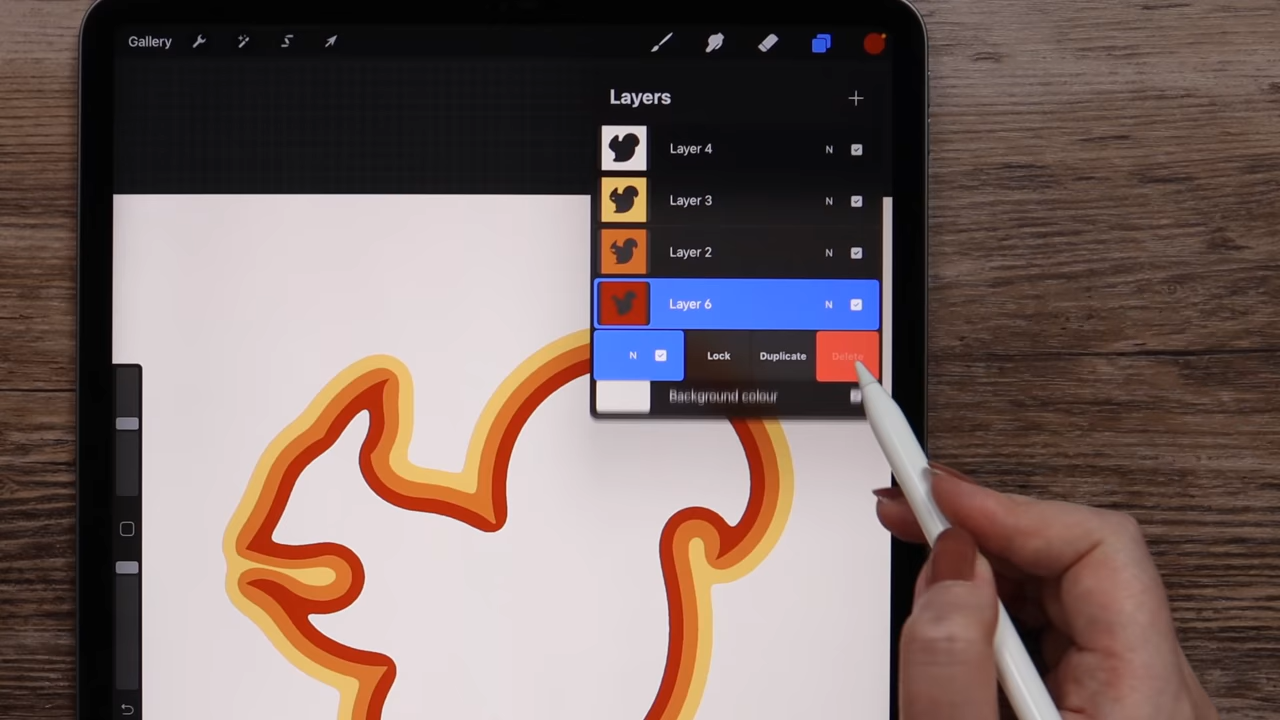 Gallery
Layers
Layer 4 N
Layer 3 N
Layer 2 N
Layer 6 N
N Lock Duplicate Delete
Background colour